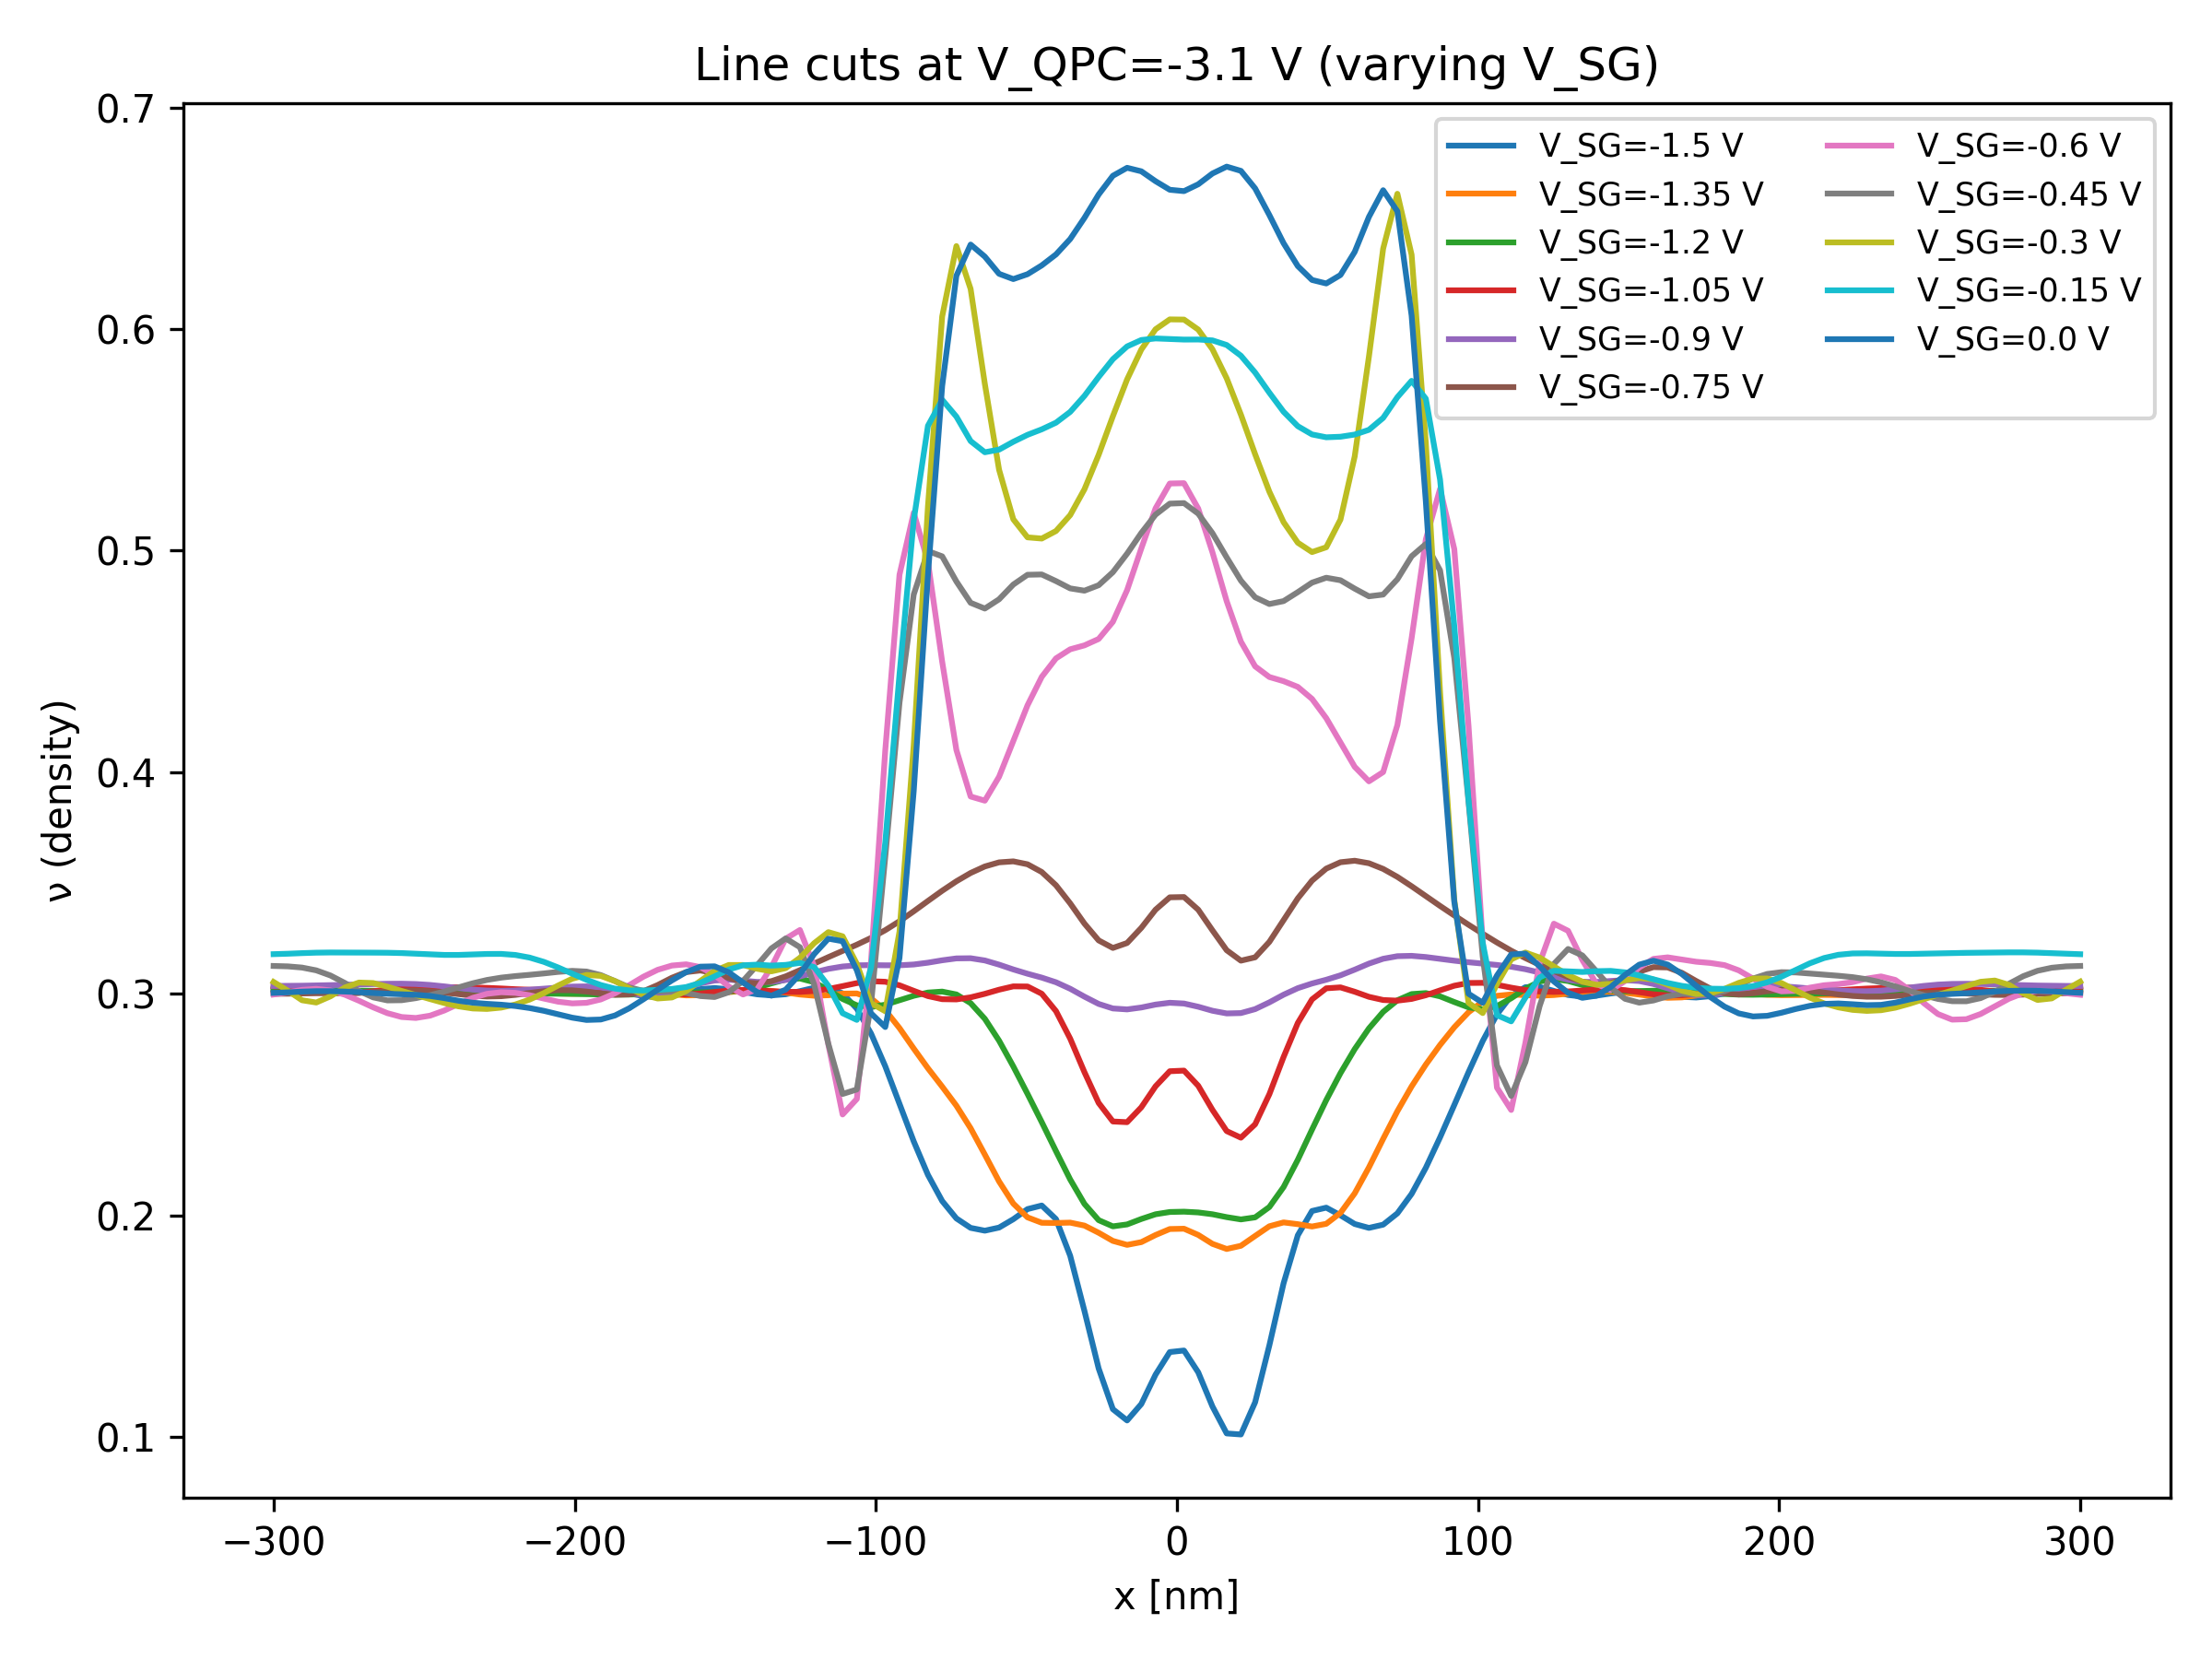 Line cuts at V_QPC=-3.1 V (varying V_SG)
0.7
0.6
0.5
0.4
0.3
0.2
0.1
ν (density)
V_SG=-1.5 V
V_SG=-1.35 V
V_SG=-1.2 V
V_SG=-1.05 V
V_SG=-0.9 V
V_SG=-0.75 V
V_SG=-0.6 V
V_SG=-0.45 V
V_SG=-0.3 V
V_SG=-0.15 V
V_SG=0.0 V
−300 −200 −100 0 100 200 300
x [nm]